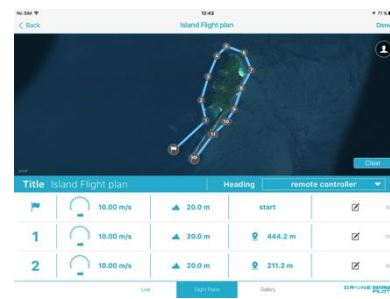 No SIM 12:43 71%
< Back Island Flight plan Done
Clear
Title Island Flight plan Heading remote controller
10.00 m/s 20.0 m start
1 10.00 m/s 20.0 m 444.2 m
2 10.00 m/s 20.0 m 211.2 m
Live Flight Plans Gallery